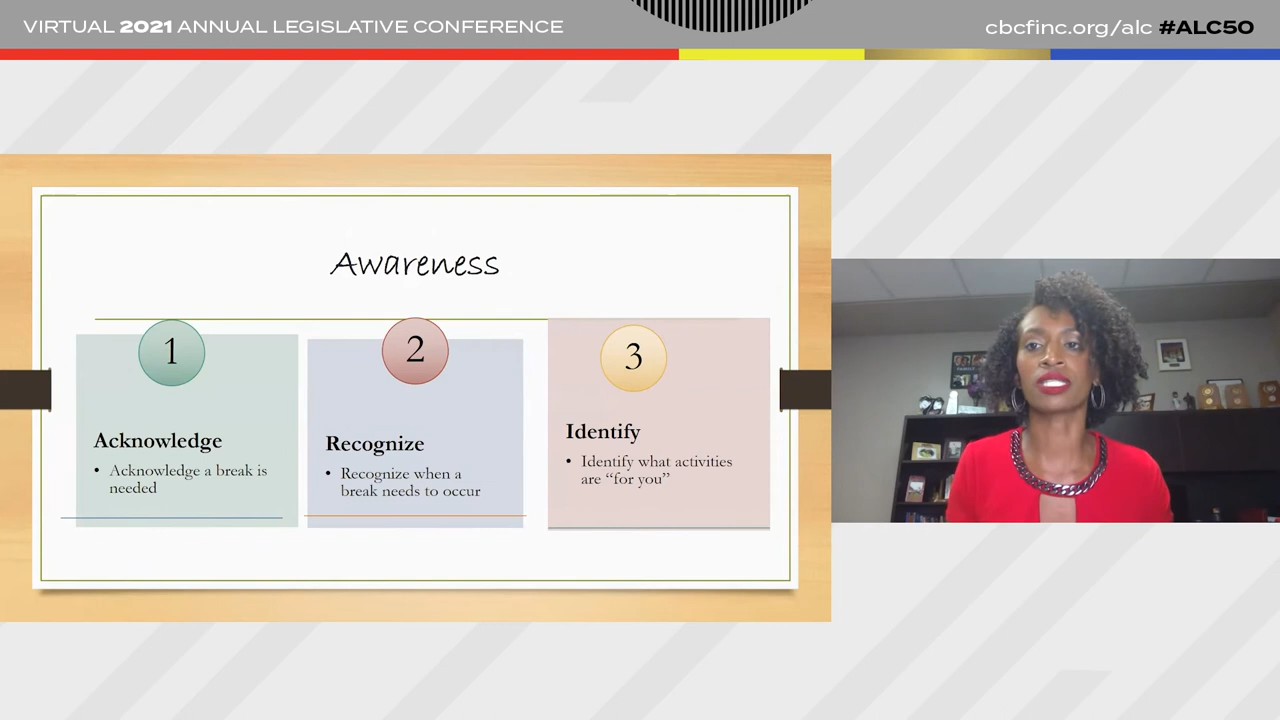 VIRTUAL 2021 ANNUAL LEGISLATIVE CONFERENCE
cbcfinc.org/alc #ALC50
Awareness
1
Acknowledge
• Acknowledge a break is
needed
2
Recognize
• Recognize when a
break needs to occur
3
Identify
• Identify what activities
are “for you”
FAMILY